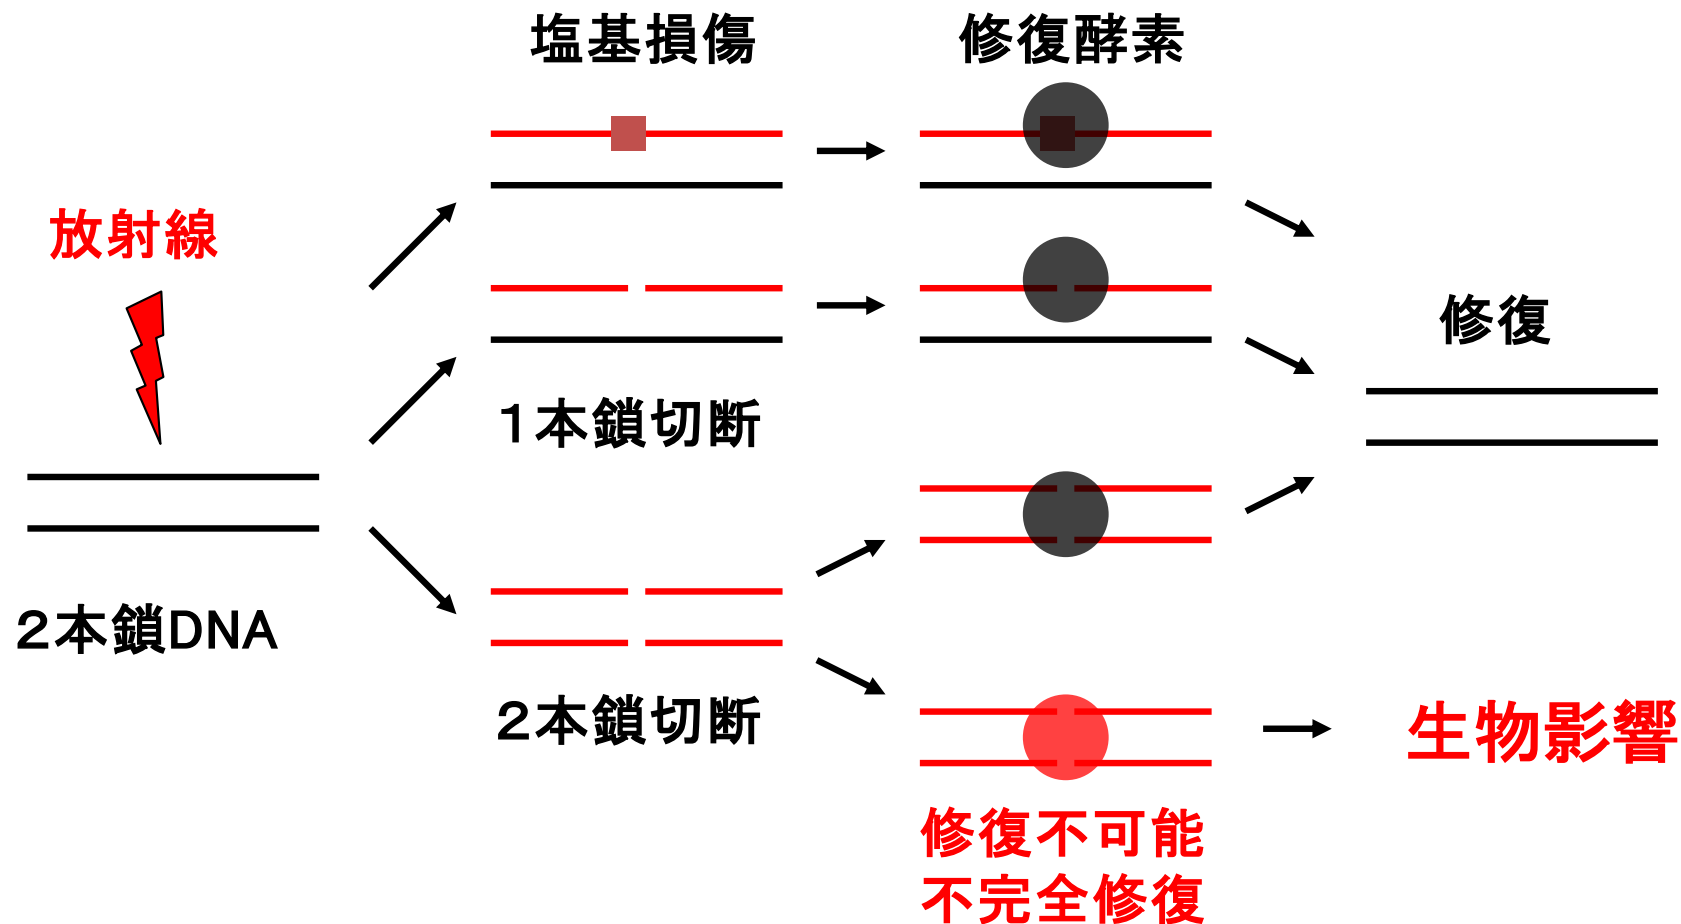 塩基損傷
修復酵素
放射線
修復
1本鎖切断
2本鎖DNA
2本鎖切断
生物影響
修復不可能
不完全修復